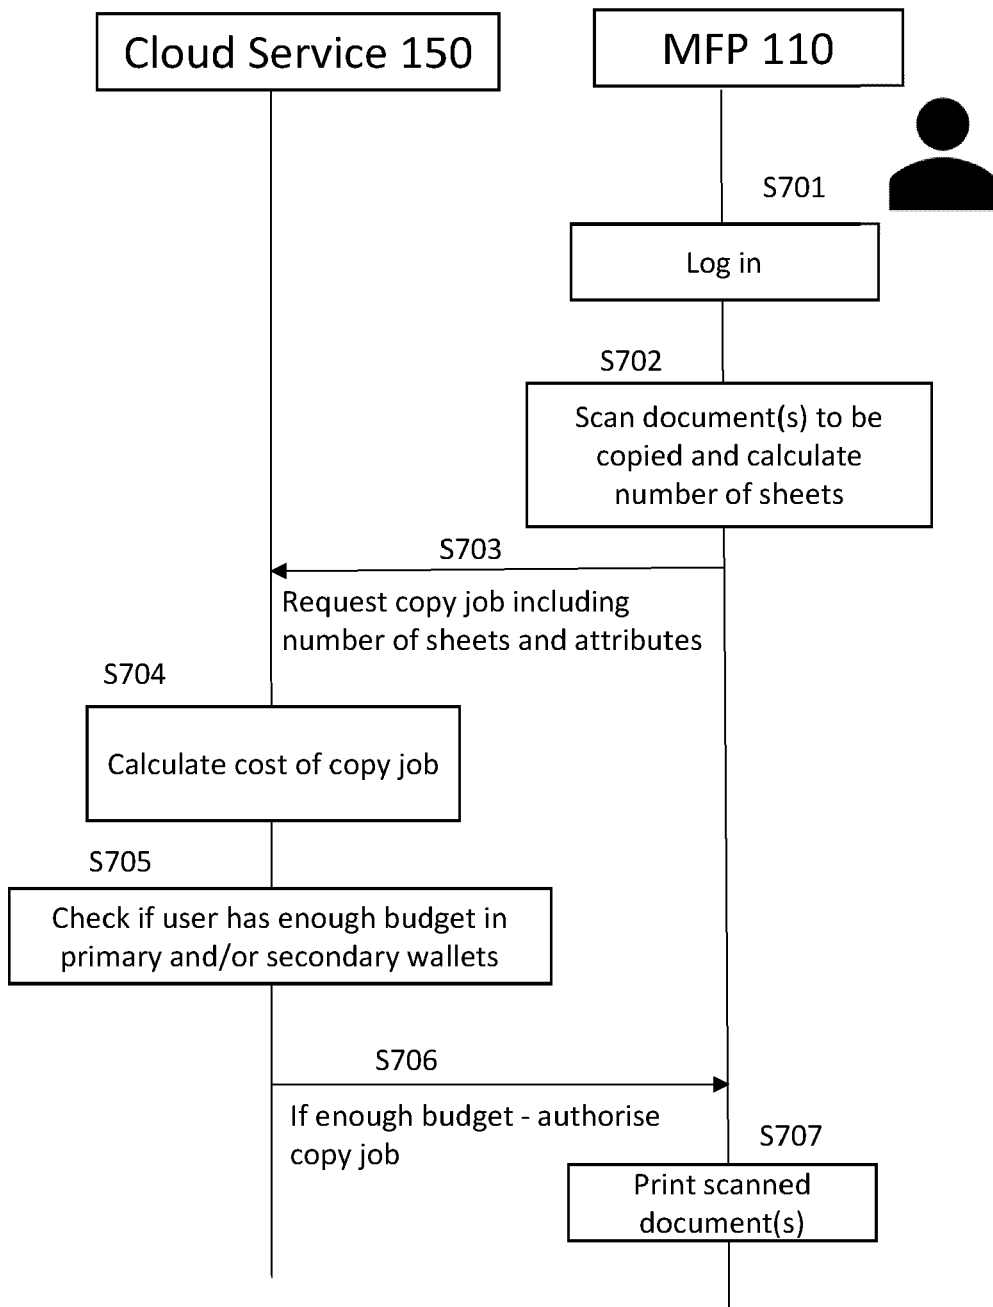 Cloud Service 150
MFP 110
S701
Log in
S702
Scan document(s) to be
copied and calculate
number of sheets
S703
Request copy job including
number of sheets and attributes
S704
Calculate cost of copy job
S705
Check if user has enough budget in
primary and/or secondary wallets
S706
If enough budget - authorise
copy job
S707
Print scanned
document(s)